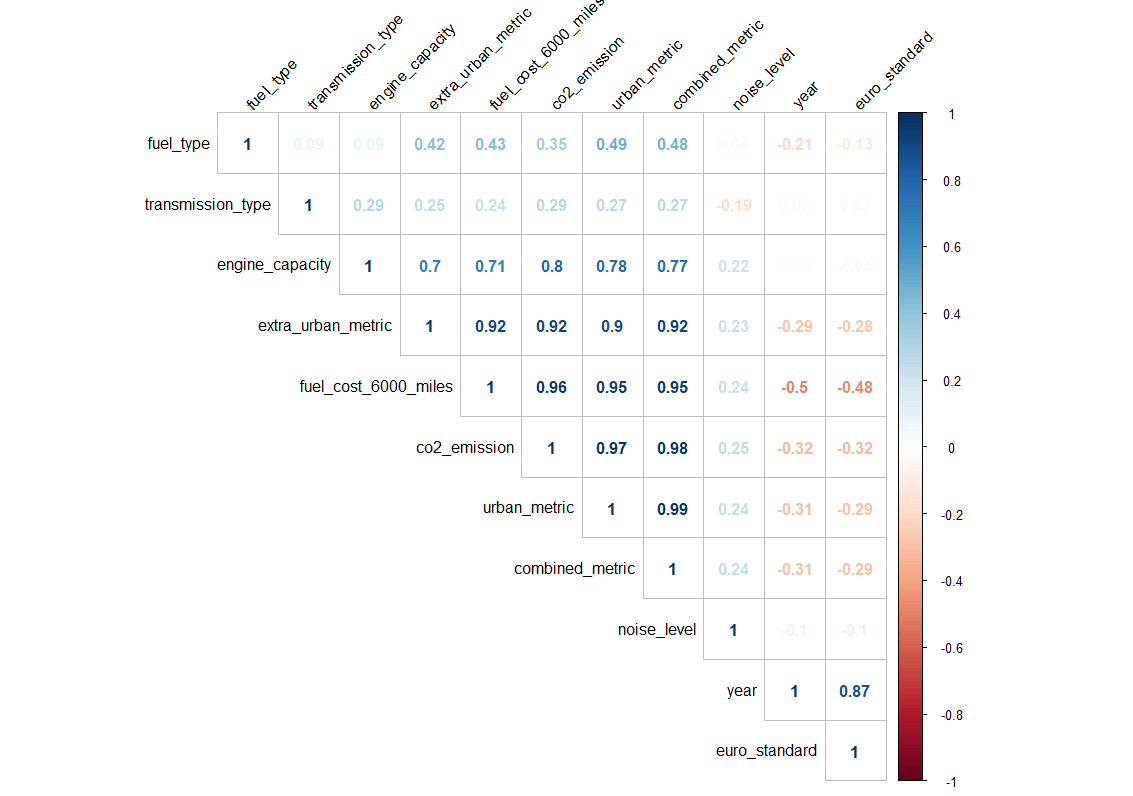 fuel_type
transmission_type
engine_capacity
extra_urban_metric
fuel_cost_6000_miles
co2_emission
urban_metric
combined_metric
noise_level
year
euro_standard
fuel_type 1 0.09 0.09 0.42 0.43 0.35 0.49 0.48 0.04 -0.21 -0.13
transmission_type 1 0.29 0.25 0.24 0.29 0.27 0.27 -0.19 0.03 0.03
engine_capacity 1 0.7 0.71 0.8 0.78 0.77 0.22 -0.02 -0.04
extra_urban_metric 1 0.92 0.92 0.9 0.92 0.23 -0.29 -0.28
fuel_cost_6000_miles 1 0.96 0.95 0.95 0.24 -0.5 -0.48
co2_emission 1 0.97 0.98 0.25 -0.32 -0.32
urban_metric 1 0.99 0.24 -0.31 -0.29
combined_metric 1 0.24 -0.31 -0.29
noise_level 1 -0.1 -0.1
year 1 0.87
euro_standard 1
1
0.8
0.6
0.4
0.2
0
-0.2
-0.4
-0.6
-0.8
-1